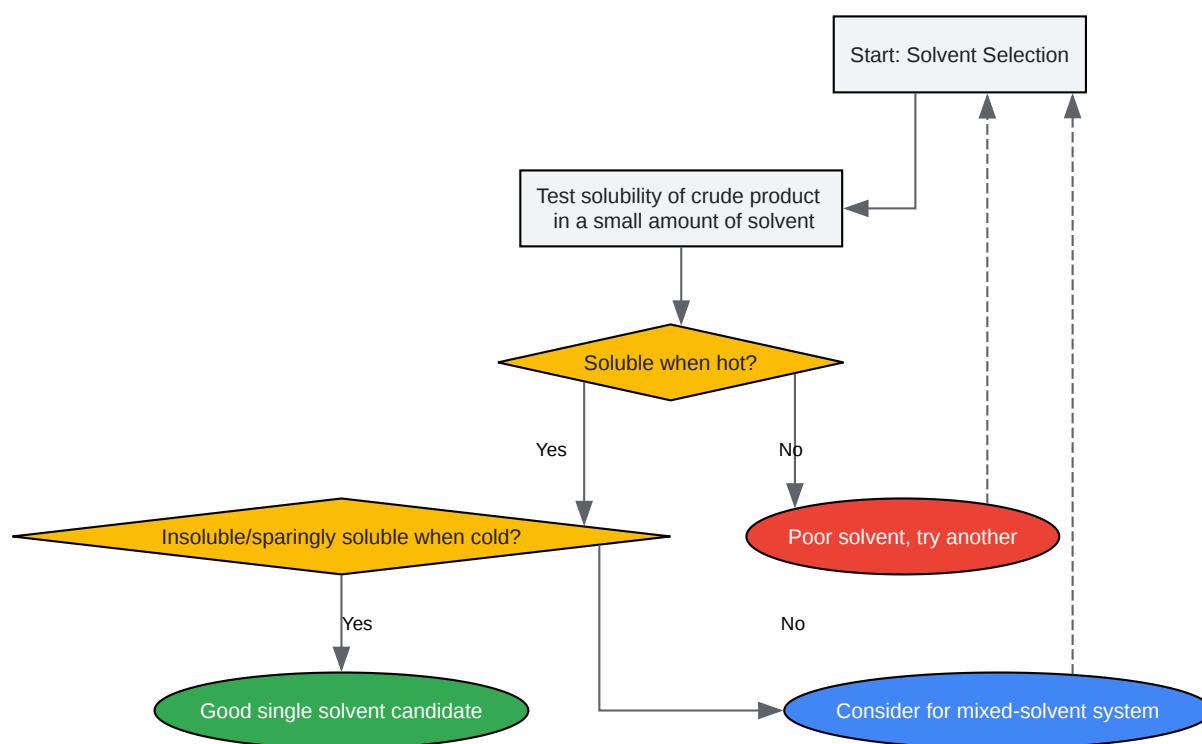 Start: Solvent Selection
Test solubility of crude product
in a small amount of solvent
Soluble when hot?
Yes
No
Insoluble/sparingly soluble when cold?
Poor solvent, try another
Yes
No
Good single solvent candidate
Consider for mixed-solvent system